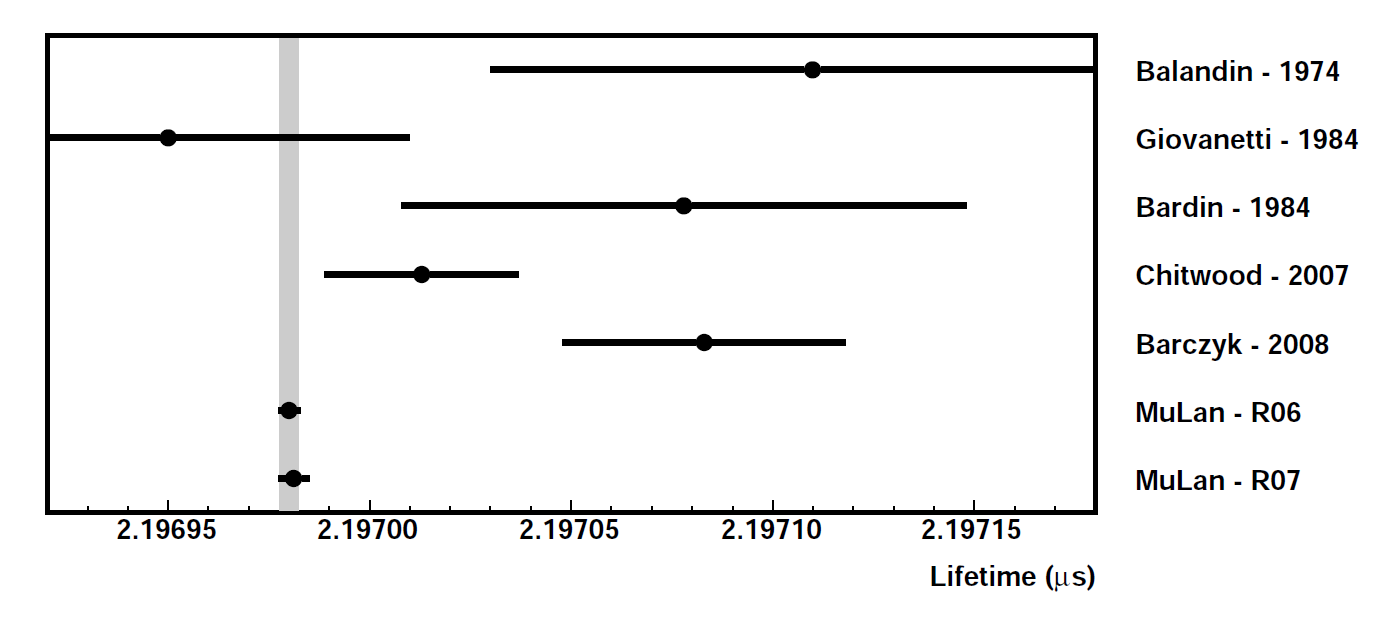 Balandin - 1974
Giovanetti - 1984
Bardin - 1984
Chitwood - 2007
Barczyk - 2008
MuLan - R06
MuLan - R07
2.19695 2.19700 2.19705 2.19710 2.19715
Lifetime (μs)